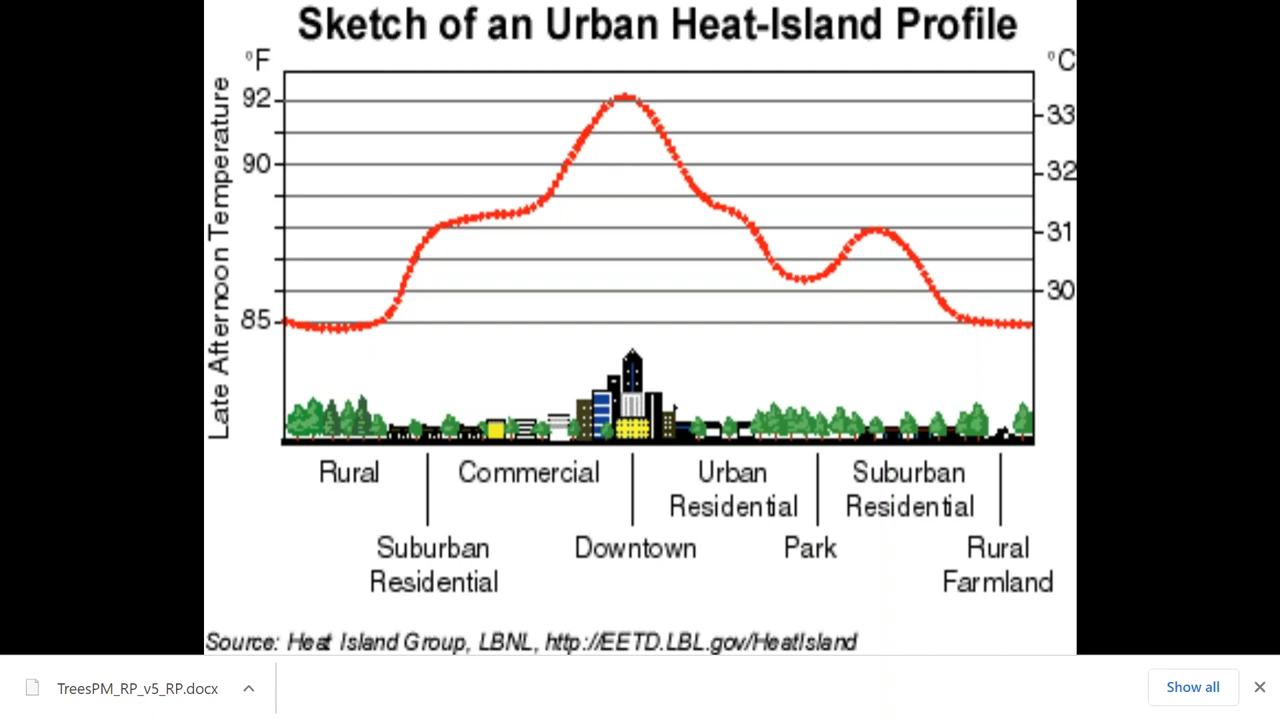 Sketch of an Urban Heat-Island Profile
°F
°C
Late Afternoon Temperature
92
90
85
33
32
31
30
Rural
Commercial
Urban
Residential
Suburban
Residential
Suburban
Residential
Downtown
Park
Rural
Farmland
Source: Heat Island Group, LBNL, http://EETD.LBL.gov/HeatIsland
TreesPM_RP_v5_RP.docx
Show all